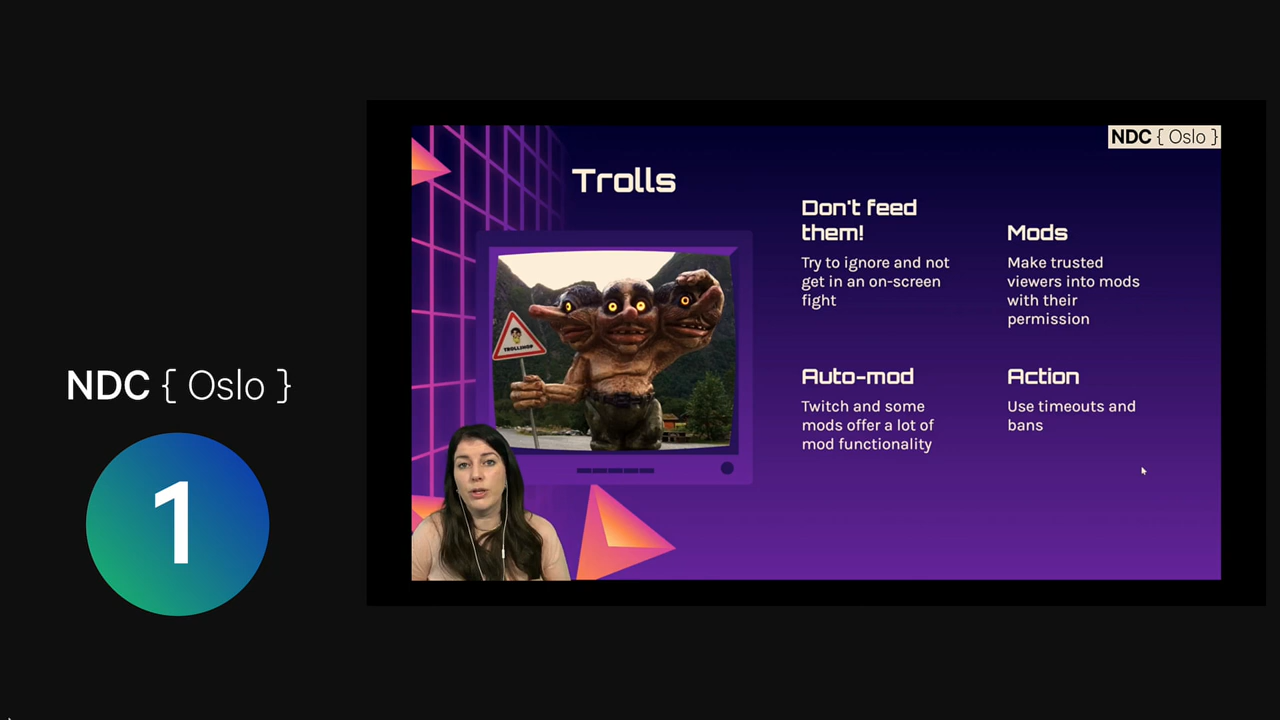 NDC { Oslo }
1
NDC { Oslo }
Trolls
TROLLSHOP
Don't feed
them!
Try to ignore and not
get in an on-screen
fight
Mods
Make trusted
viewers into mods
with their
permission
Auto-mod
Twitch and some
mods offer a lot of
mod functionality
Action
Use timeouts and
bans